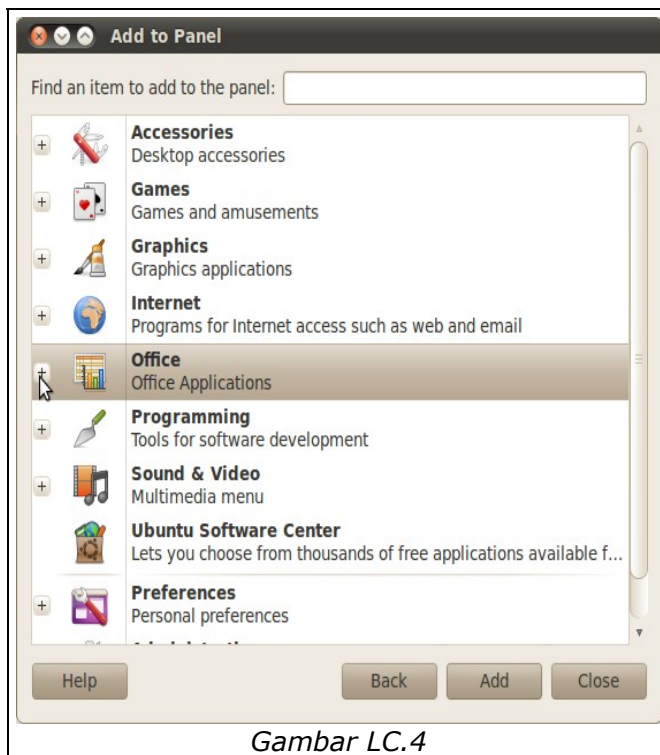 Add to Panel
Find an item to add to the panel:
Accessories
Desktop accessories
Games
Games and amusements
Graphics
Graphics applications
Internet
Programs for Internet access such as web and email
Office
Office Applications
Programming
Tools for software development
Sound & Video
Multimedia menu
Ubuntu Software Center
Lets you choose from thousands of free applications available f...
Preferences
Personal preferences
Help
Back
Add
Close
Gambar LC.4